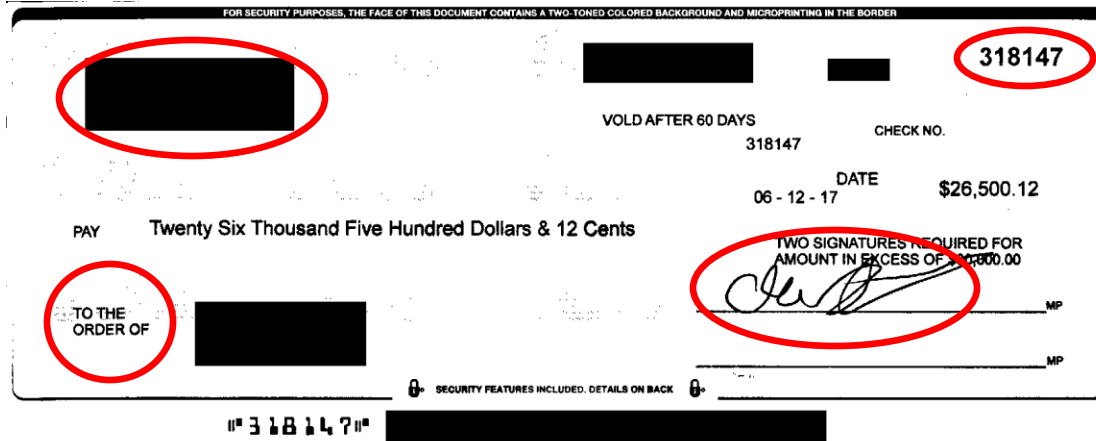 FOR SECURITY PURPOSES, THE FACE OF THIS DOCUMENT CONTAINS A TWO-TONED COLORED BACKGROUND AND MICROPRINTING IN THE BORDER
318147
VOLD AFTER 60 DAYS
318147
CHECK NO.
DATE
06 - 12 - 17
$26,500.12
PAY
Twenty Six Thousand Five Hundred Dollars & 12 Cents
TWO SIGNATURES REQUIRED FOR
AMOUNT IN EXCESS OF
MP
TO THE
ORDER OF
MP
SECURITY FEATURES INCLUDED. DETAILS ON BACK
⑈318147⑈